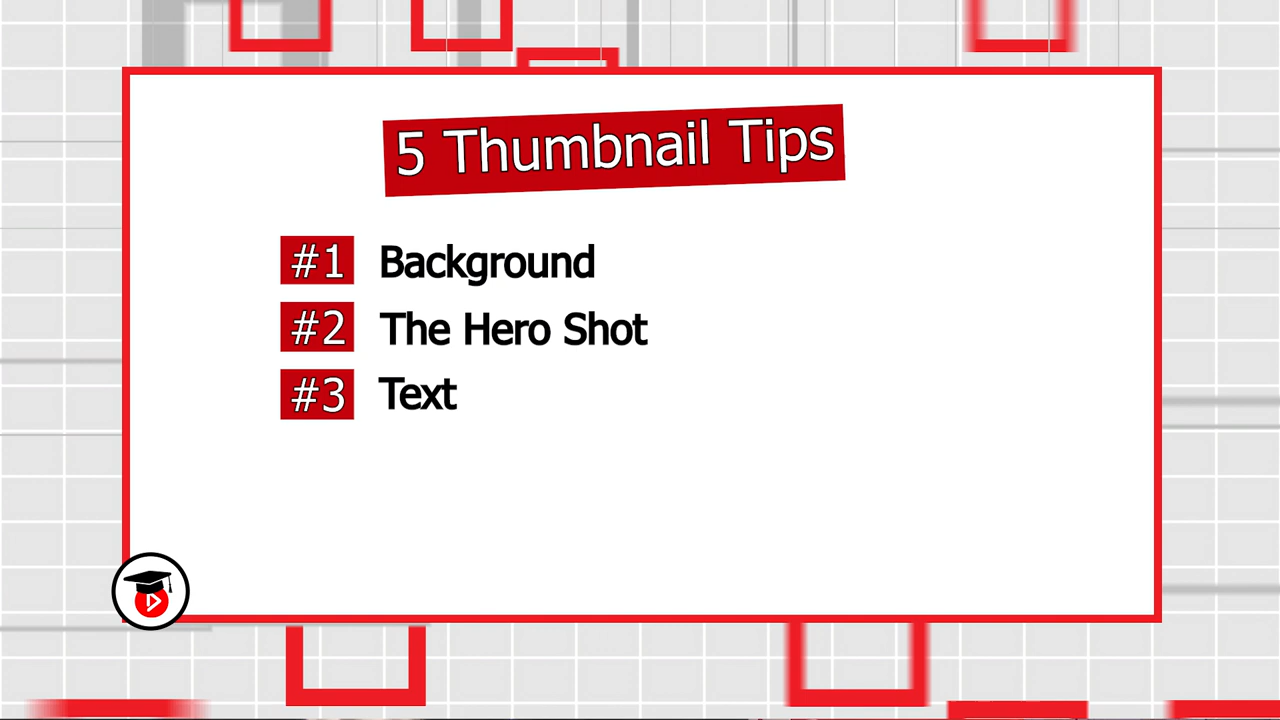 5 Thumbnail Tips
#1 Background
#2 The Hero Shot
#3 Text